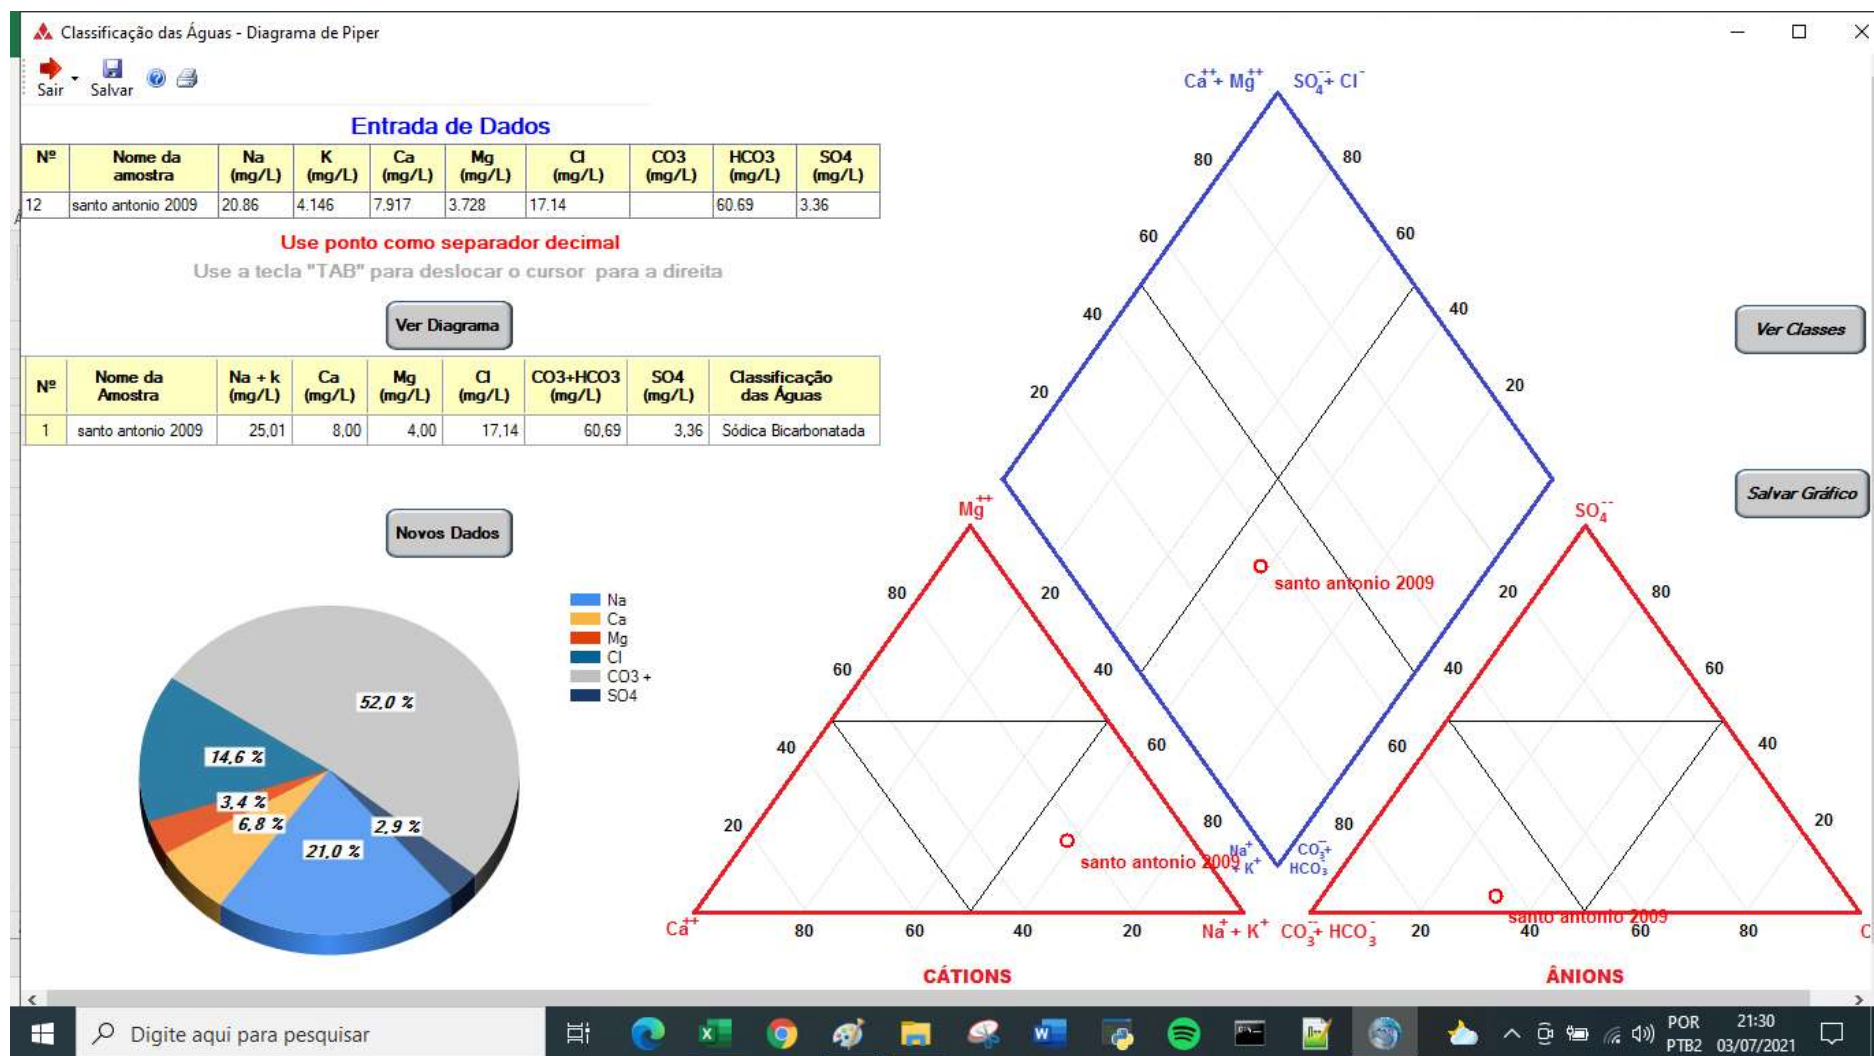 Classificação das Águas - Diagrama de Piper
Sair
Salvar
Entrada de Dados
Nº Nome da amostra Na (mg/L) K (mg/L) Ca (mg/L) Mg (mg/L) Cl (mg/L) CO3 (mg/L) HCO3 (mg/L) SO4 (mg/L)
12 santo antonio 2009 20.86 4.146 7.917 3.728 17.14 60.69 3.36
Use ponto como separador decimal
Use a tecla "TAB" para deslocar o cursor para a direita
Ver Diagrama
Nº Nome da Amostra Na + k (mg/L) Ca (mg/L) Mg (mg/L) Cl (mg/L) CO3+HCO3 (mg/L) SO4 (mg/L) Classificação das Águas
1 santo antonio 2009 25,01 8,00 4,00 17,14 60,69 3,36 Sódica Bicarbonatada
Novos Dados
Na
Ca
Mg
Cl
CO3 +
SO4
52,0 %
14,6 %
3,4 %
6,8 %
2,9 %
21,0 %
Ca++ + Mg++ SO4-- + Cl-
80 80
60 60
40 40
20 20
santo antonio 2009
Na+ + K+ CO3-- + HCO3-
Mg++
80 20
60 40
40 60
20 80
santo antonio 2009
Ca++ 80 60 40 20 Na+ + K+
CÁTIONS
SO4--
20 80
40 60
60 40
80 20
santo antonio 2009
CO3-- + HCO3- 20 40 60 80 C
ÂNIONS
Ver Classes
Salvar Gráfico
Digite aqui para pesquisar
POR
PTB2
21:30
03/07/2021